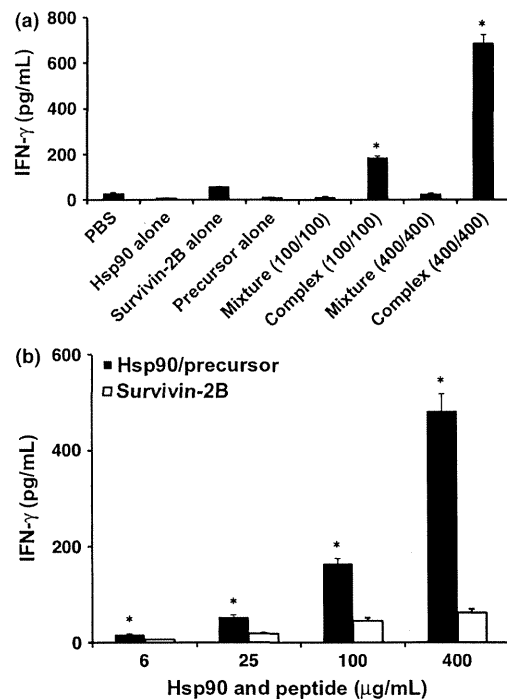 (a)
800
600
400
200
0
IFN-γ (pg/mL)
PBS
Hsp90 alone
Survivin-2B alone
Precursor alone
Mixture (100/100)
Complex (100/100)
Mixture (400/400)
Complex (400/400)
*
*
(b)
600
400
200
0
IFN-γ (pg/mL)
Hsp90/precursor
Survivin-2B
*
*
*
*
6 25 100 400
Hsp90 and peptide (μg/mL)